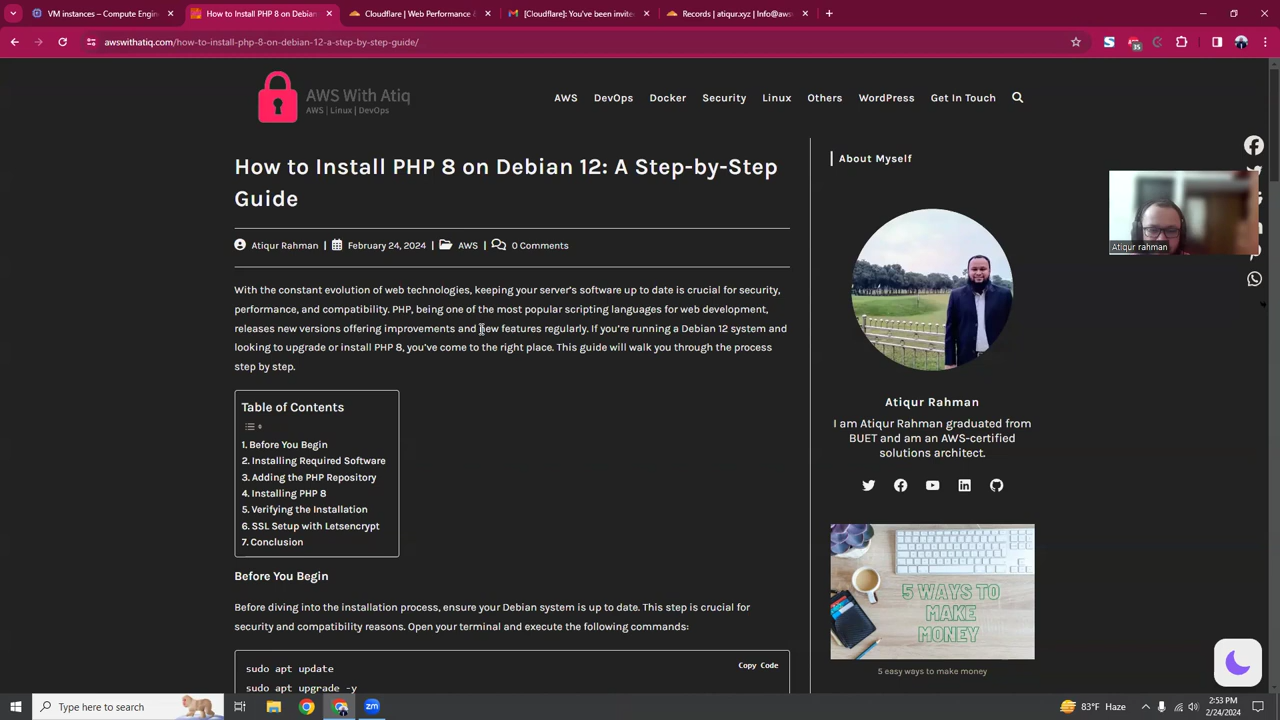 VM instances – Compute Engin
How to Install PHP 8 on Debian
Cloudflare | Web Performance &
[Cloudflare]: You've been invite
Records | atiqur.xyz | Info@aws
awswithatiq.com/how-to-install-php-8-on-debian-12-a-step-by-step-guide/
35
AWS With Atiq
AWS | Linux | DevOps
AWS DevOps Docker Security Linux Others WordPress Get In Touch
How to Install PHP 8 on Debian 12: A Step-by-Step
Guide
Atiqur Rahman | February 24, 2024 | AWS | 0 Comments
With the constant evolution of web technologies, keeping your server's software up to date is crucial for security,
performance, and compatibility. PHP, being one of the most popular scripting languages for web development,
releases new versions offering improvements and new features regularly. If you're running a Debian 12 system and
looking to upgrade or install PHP 8, you've come to the right place. This guide will walk you through the process
step by step.
Table of Contents
1. Before You Begin
2. Installing Required Software
3. Adding the PHP Repository
4. Installing PHP 8
5. Verifying the Installation
6. SSL Setup with Letsencrypt
7. Conclusion
Before You Begin
Before diving into the installation process, ensure your Debian system is up to date. This step is crucial for
security and compatibility reasons. Open your terminal and execute the following commands:
Copy Code
sudo apt update
sudo apt upgrade -y
About Myself
Atiqur Rahman
I am Atiqur Rahman graduated from
BUET and am an AWS-certified
solutions architect.
5 WAYS TO
MAKE
MONEY
5 easy ways to make money
Atiqur rahman
Type here to search
zm
83°F Haze
2:53 PM
2/24/2024